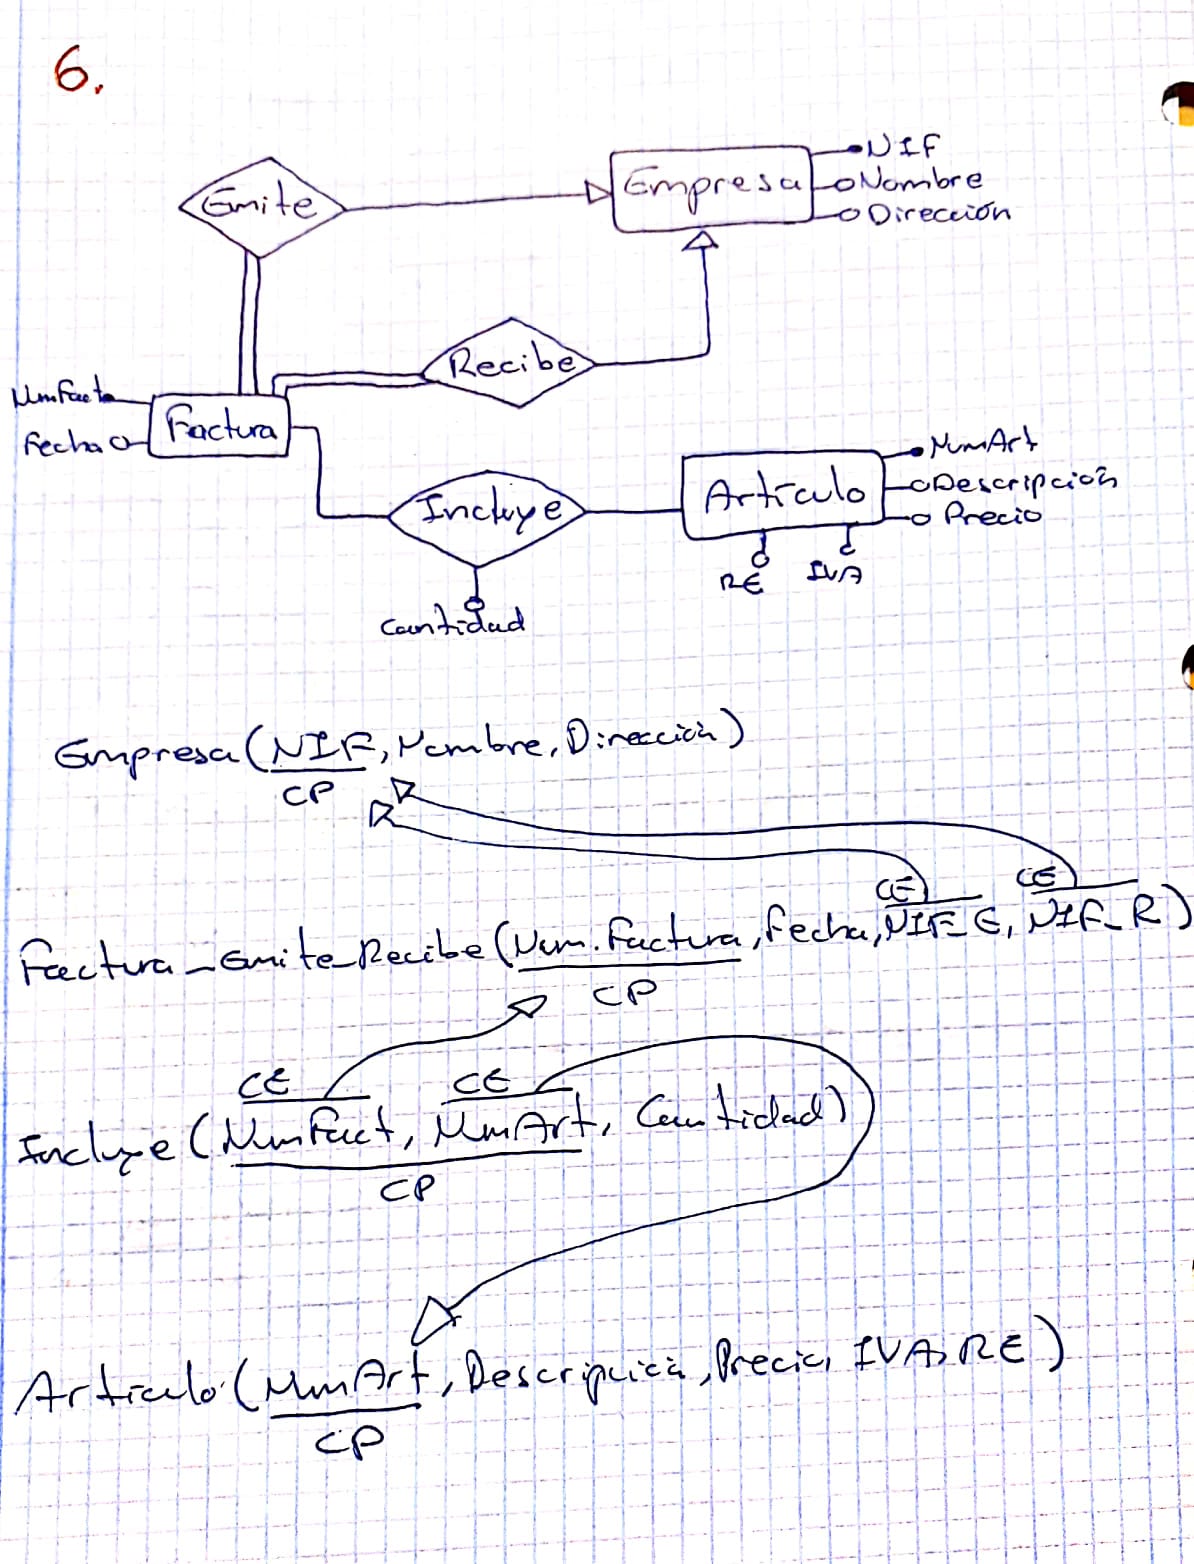 6.
Emite
Empresa
NIF
Nombre
Dirección
Recibe
NumFact
Fecha
Factura
Incluye
Cantidad
Artículo
NumArt
Descripción
Precio
RE
IVA
Empresa (NIF, Nombre, Dirección)
CP
CE CE
Factura_Emite_Recibe (Num.Factura, Fecha, NIF_E, NIF_R)
CP
CE CE
Incluye (NumFact, NumArt, Cantidad)
CP
Artículo (NumArt, Descripción, Precio, IVA, RE)
CP